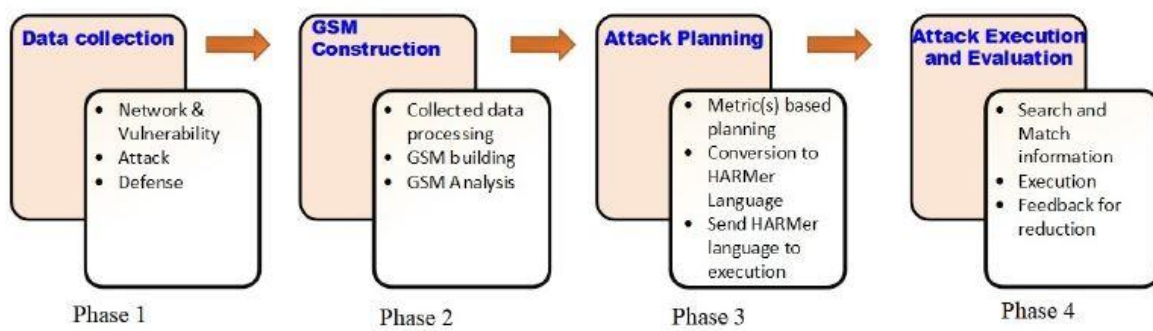 Data collection
• Network &
Vulnerability
• Attack
• Defense
Phase 1
GSM
Construction
• Collected data
processing
• GSM building
• GSM Analysis
Phase 2
Attack Planning
• Metric(s) based
planning
• Conversion to
HARMer
Language
• Send HARMer
language to
execution
Phase 3
Attack Execution
and Evaluation
• Search and
Match
information
• Execution
• Feedback for
reduction
Phase 4